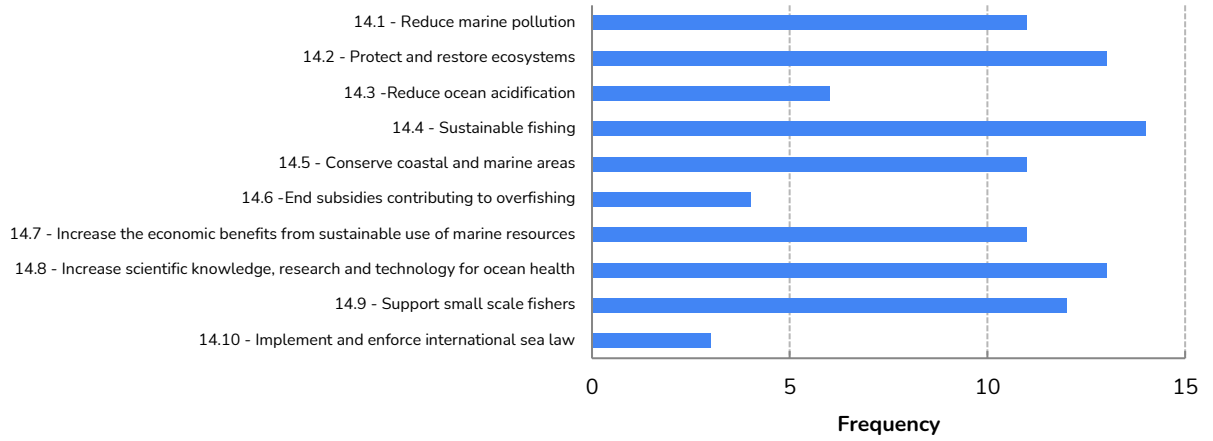 14.1 - Reduce marine pollution
14.2 - Protect and restore ecosystems
14.3 -Reduce ocean acidification
14.4 - Sustainable fishing
14.5 - Conserve coastal and marine areas
14.6 -End subsidies contributing to overfishing
14.7 - Increase the economic benefits from sustainable use of marine resources
14.8 - Increase scientific knowledge, research and technology for ocean health
14.9 - Support small scale fishers
14.10 - Implement and enforce international sea law
0 5 10 15
Frequency